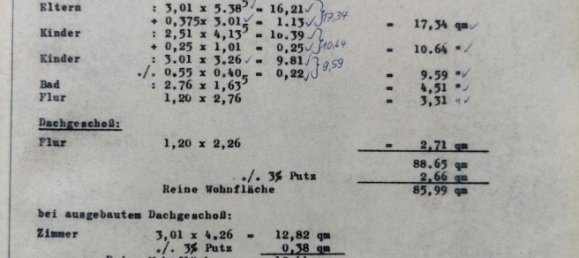 Eltern : 3,01 x 5.38⁵ = 16,21 17,34
+ 0,375x 3.01 = 1.13 = 17,34 qm
Kinder : 2,51 x 4,13⁵ = 10.39
+ 0,25 x 1,01 = 0,25 10,64 = 10.64 "
Kinder : 3.01 x 3.26 = 9.81
./. 0.55 x 0.40⁵ = 0,22 9,59 = 9.59 "
Bad : 2.76 x 1,63⁵ = 4,51 "
Flur 1,20 x 2,76 = 3,31 "
Dachgeschoß:
Flur 1,20 x 2,26 = 2,71 qm
88.65 qm
./. 3% Putz 2,66 qm
Reine Wohnfläche 85,99 qm
bei ausgebautem Dachgeschoß:
Zimmer 3,01 x 4.26 = 12,82 qm
./. 3% Putz 0,38 qm